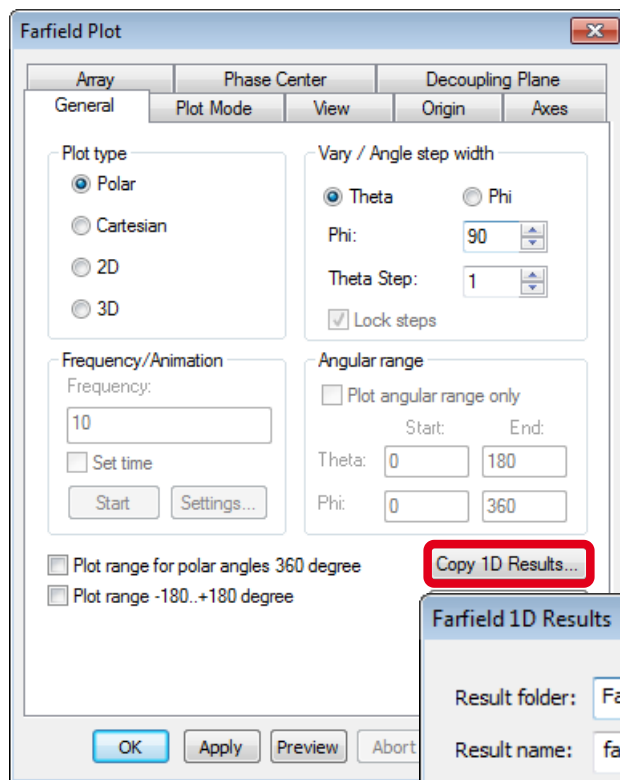 Farfield Plot
Array Phase Center Decoupling Plane
General Plot Mode View Origin Axes
Plot type
Polar
Cartesian
2D
3D
Vary / Angle step width
Theta Phi
Phi: 90
Theta Step: 1
Lock steps
Frequency/Animation
Frequency:
10
Set time
Start Settings...
Angular range
Plot angular range only
Start: End:
Theta: 0 180
Phi: 0 360
Plot range for polar angles 360 degree
Copy 1D Results...
Plot range -180..+180 degree
Farfield 1D Results
Result folder: Fa
Result name: fa
OK Apply Preview Abort